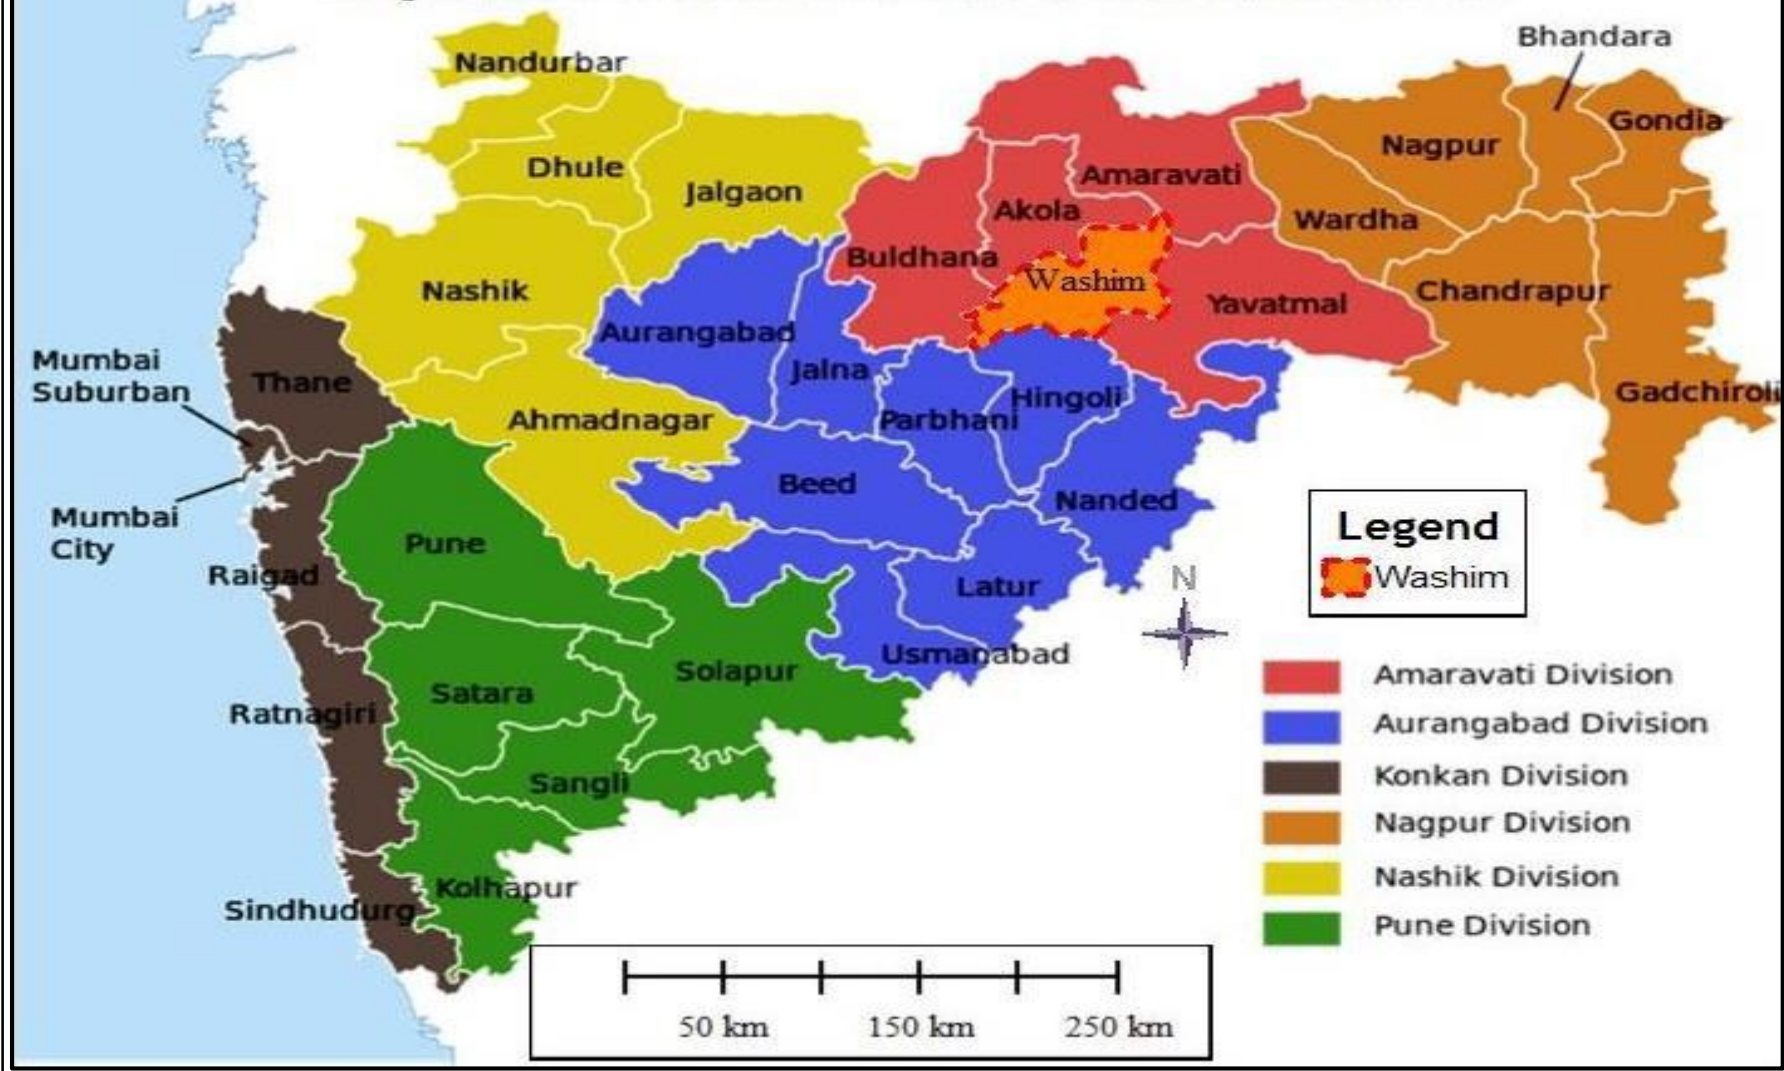 Bhandara
Nandurbar
Gondia
Nagpur
Dhule
Amaravati
Jalgaon
Akola
Wardha
Buldhana
Washim
Nashik
Chandrapur
Yavatmal
Aurangabad
Mumbai
Suburban
Thane
Jalna
Hingoli
Gadchiroli
Ahmadnagar
Parbhani
Beed
Nanded
Mumbai
City
Pune
Raigad
Latur
Usmanabad
Solapur
Satara
Ratnagiri
Sangli
Kolhapur
Sindhudurg
N
Legend
Washim
Amaravati Division
Aurangabad Division
Konkan Division
Nagpur Division
Nashik Division
Pune Division
50 km 150 km 250 km